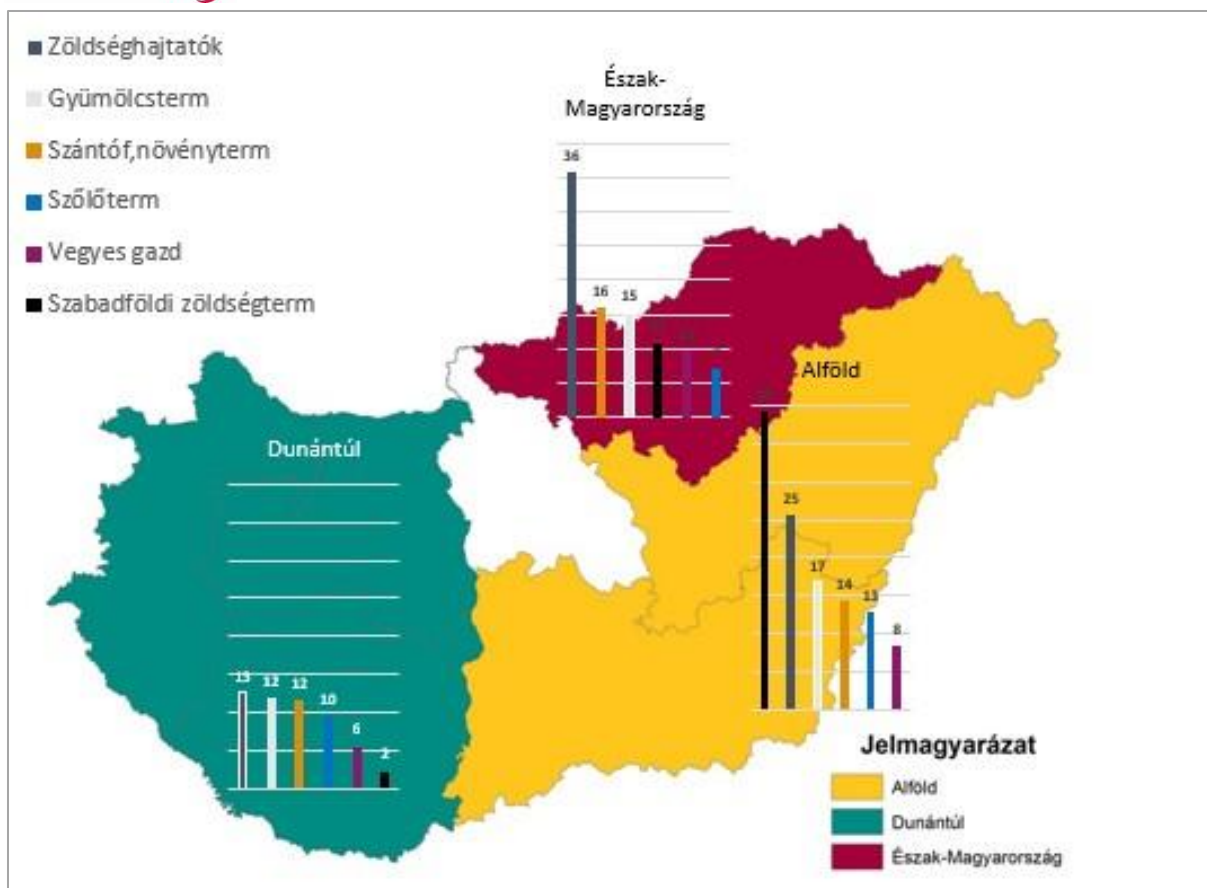 Zöldséghajtatók
Gyümölcsterm
Szántóf,növényterm
Szőlőterm
Vegyes gazd
Szabadföldi zöldségterm
Észak-
Magyarország
36
16
15
Alföld
25
17
14
13
8
Dunántúl
13
12
12
10
6
2
Jelmagyarázat
Alföld
Dunántúl
Észak-Magyarország